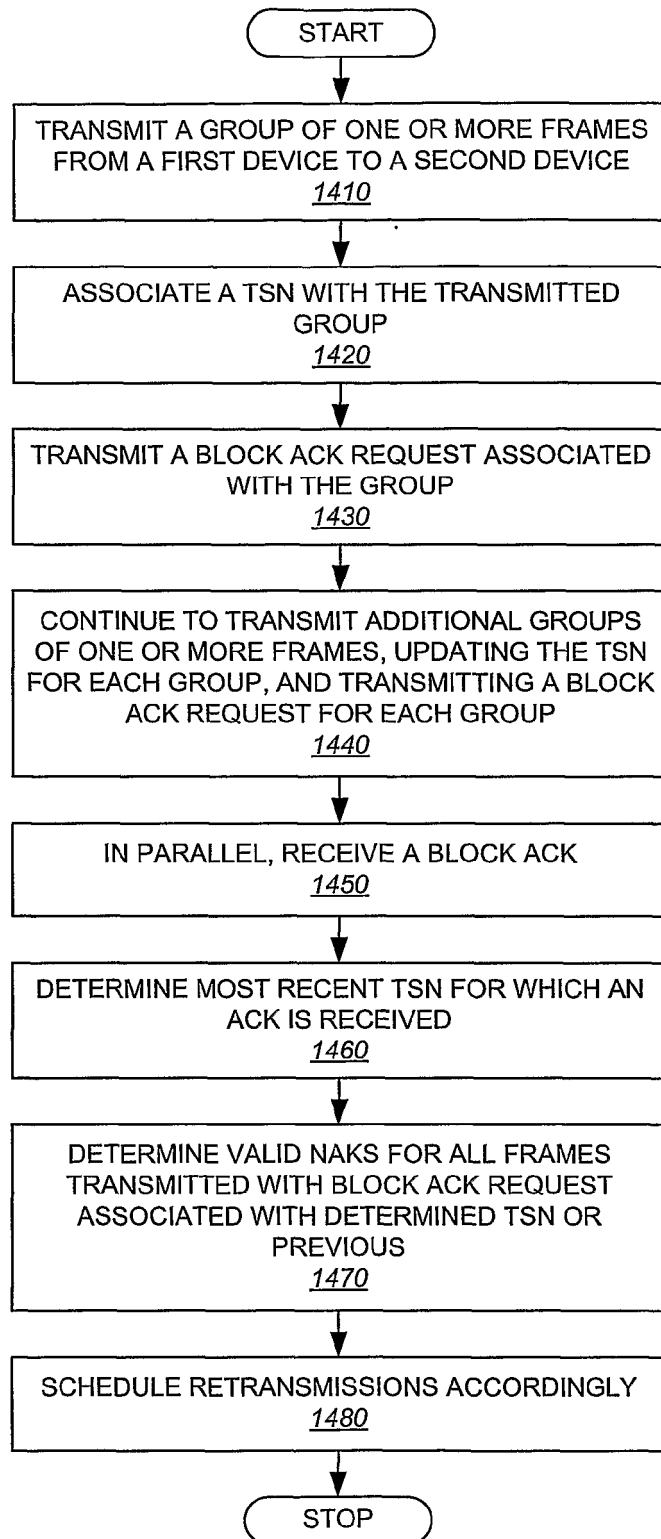 START
TRANSMIT A GROUP OF ONE OR MORE FRAMES
FROM A FIRST DEVICE TO A SECOND DEVICE
1410
ASSOCIATE A TSN WITH THE TRANSMITTED
GROUP
1420
TRANSMIT A BLOCK ACK REQUEST ASSOCIATED
WITH THE GROUP
1430
CONTINUE TO TRANSMIT ADDITIONAL GROUPS
OF ONE OR MORE FRAMES, UPDATING THE TSN
FOR EACH GROUP, AND TRANSMITTING A BLOCK
ACK REQUEST FOR EACH GROUP
1440
IN PARALLEL, RECEIVE A BLOCK ACK
1450
DETERMINE MOST RECENT TSN FOR WHICH AN
ACK IS RECEIVED
1460
DETERMINE VALID NAKS FOR ALL FRAMES
TRANSMITTED WITH BLOCK ACK REQUEST
ASSOCIATED WITH DETERMINED TSN OR
PREVIOUS
1470
SCHEDULE RETRANSMISSIONS ACCORDINGLY
1480
STOP